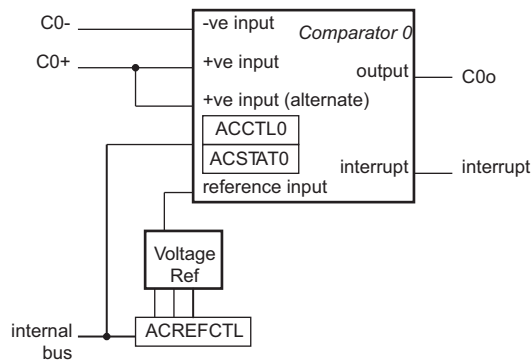 C0-
-ve input
Comparator 0
C0+
+ve input
output
C0o
+ve input (alternate)
ACCTL0
ACSTAT0
interrupt
interrupt
reference input
Voltage
Ref
internal
bus
ACREFCTL